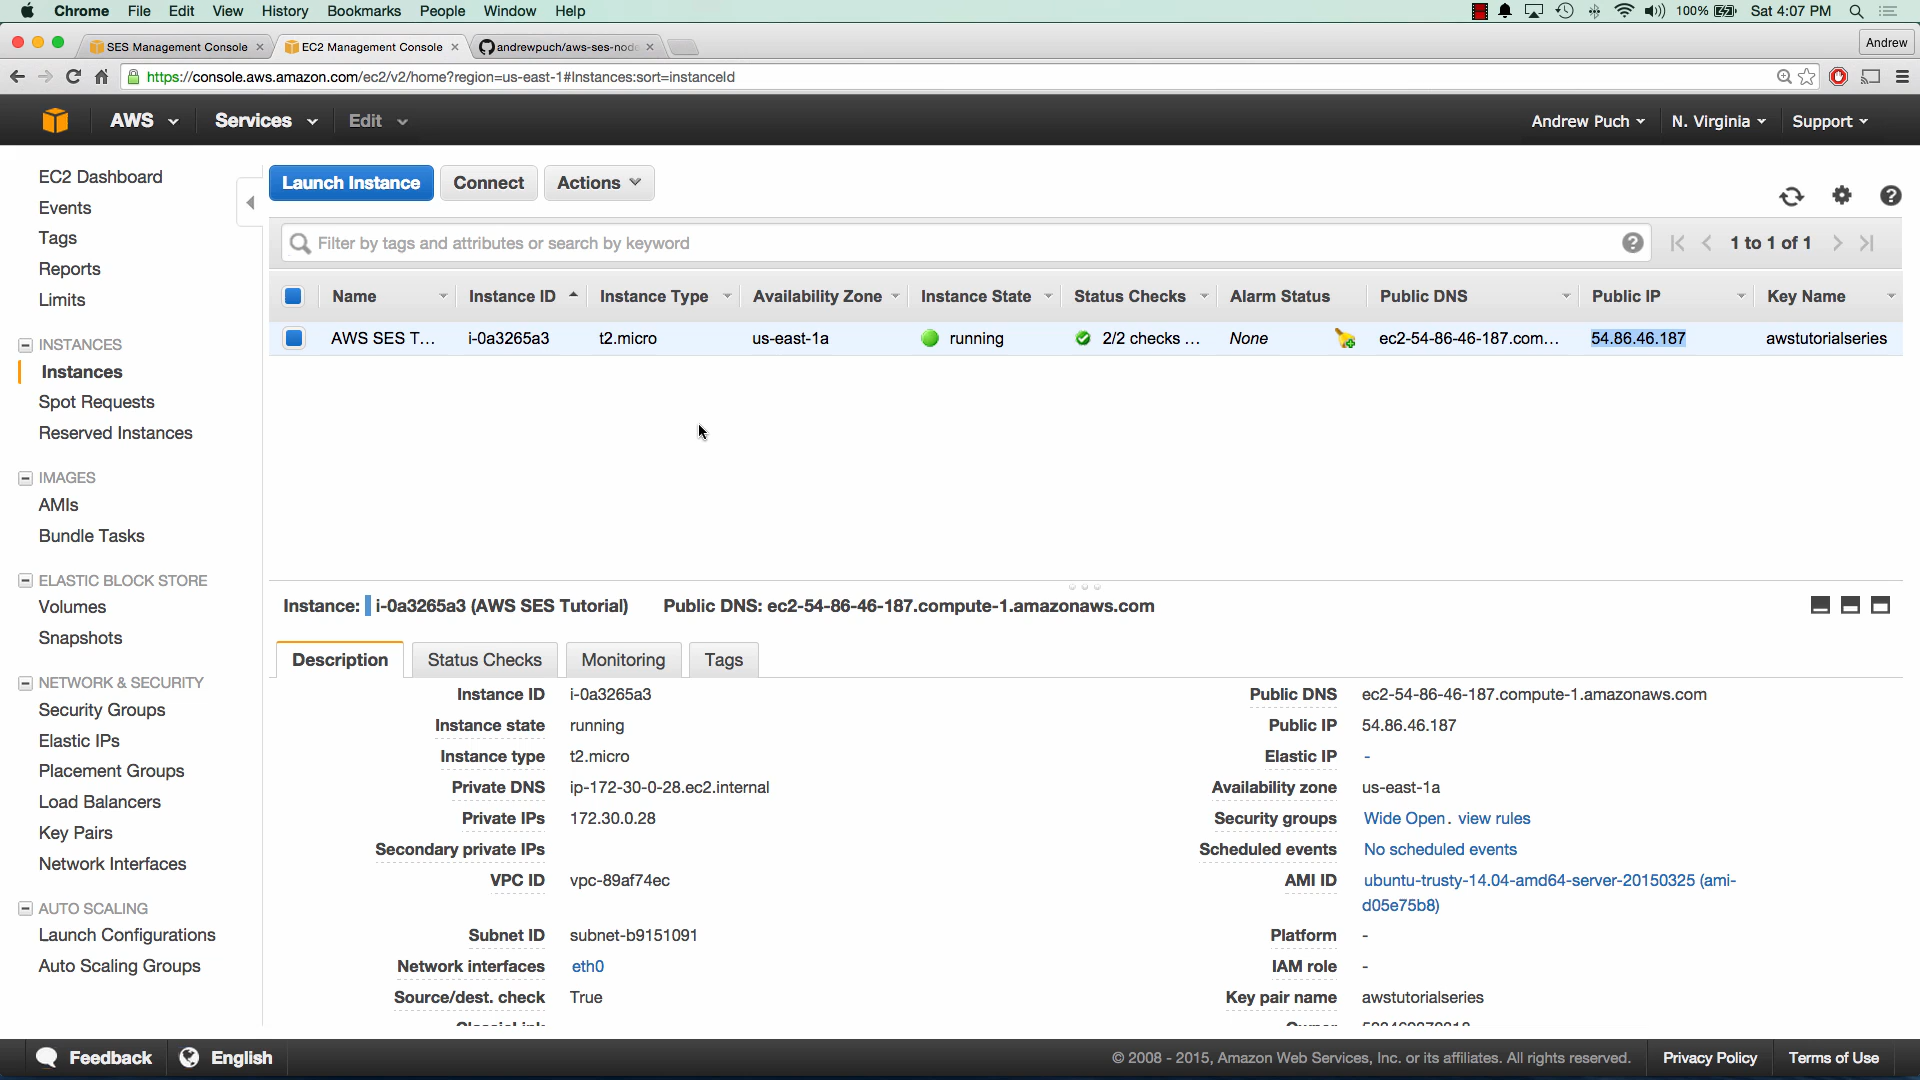 Chrome File Edit View History Bookmarks People Window Help 100% Sat 4:07 PM
SES Management Console EC2 Management Console andrewpuch/aws-ses-nod Andrew
https://console.aws.amazon.com/ec2/v2/home?region=us-east-1#Instances:sort=instanceId
AWS Services Edit Andrew Puch N. Virginia Support
EC2 Dashboard
Events
Tags
Reports
Limits
INSTANCES
Instances
Spot Requests
Reserved Instances
IMAGES
AMIs
Bundle Tasks
ELASTIC BLOCK STORE
Volumes
Snapshots
NETWORK & SECURITY
Security Groups
Elastic IPs
Placement Groups
Load Balancers
Key Pairs
Network Interfaces
AUTO SCALING
Launch Configurations
Auto Scaling Groups
Launch Instance Connect Actions
Filter by tags and attributes or search by keyword 1 to 1 of 1
Name Instance ID Instance Type Availability Zone Instance State Status Checks Alarm Status Public DNS Public IP Key Name
AWS SES T... i-0a3265a3 t2.micro us-east-1a running 2/2 checks ... None ec2-54-86-46-187.com... 54.86.46.187 awstutorialseries
Instance: i-0a3265a3 (AWS SES Tutorial) Public DNS: ec2-54-86-46-187.compute-1.amazonaws.com
Description Status Checks Monitoring Tags
Instance ID i-0a3265a3 Public DNS ec2-54-86-46-187.compute-1.amazonaws.com
Instance state running Public IP 54.86.46.187
Instance type t2.micro Elastic IP -
Private DNS ip-172-30-0-28.ec2.internal Availability zone us-east-1a
Private IPs 172.30.0.28 Security groups Wide Open. view rules
Secondary private IPs Scheduled events No scheduled events
VPC ID vpc-89af74ec AMI ID ubuntu-trusty-14.04-amd64-server-20150325 (ami-
d05e75b8)
Subnet ID subnet-b9151091 Platform -
Network interfaces eth0 IAM role -
Source/dest. check True Key pair name awstutorialseries
Feedback English © 2008 - 2015, Amazon Web Services, Inc. or its affiliates. All rights reserved. Privacy Policy Terms of Use